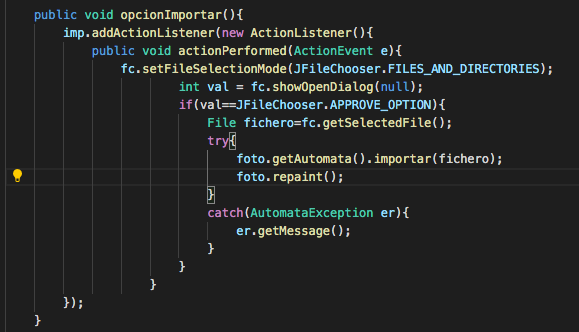 public void opcionImportar(){
imp.addActionListener(new ActionListener(){
public void actionPerformed(ActionEvent e){
fc.setFileSelectionMode(JFileChooser.FILES_AND_DIRECTORIES);
int val = fc.showOpenDialog(null);
if(val==JFileChooser.APPROVE_OPTION){
File fichero=fc.getSelectedFile();
try{
foto.getAutomata().importar(fichero);
foto.repaint();
}
catch(AutomataException er){
er.getMessage();
}
}
}
});
}